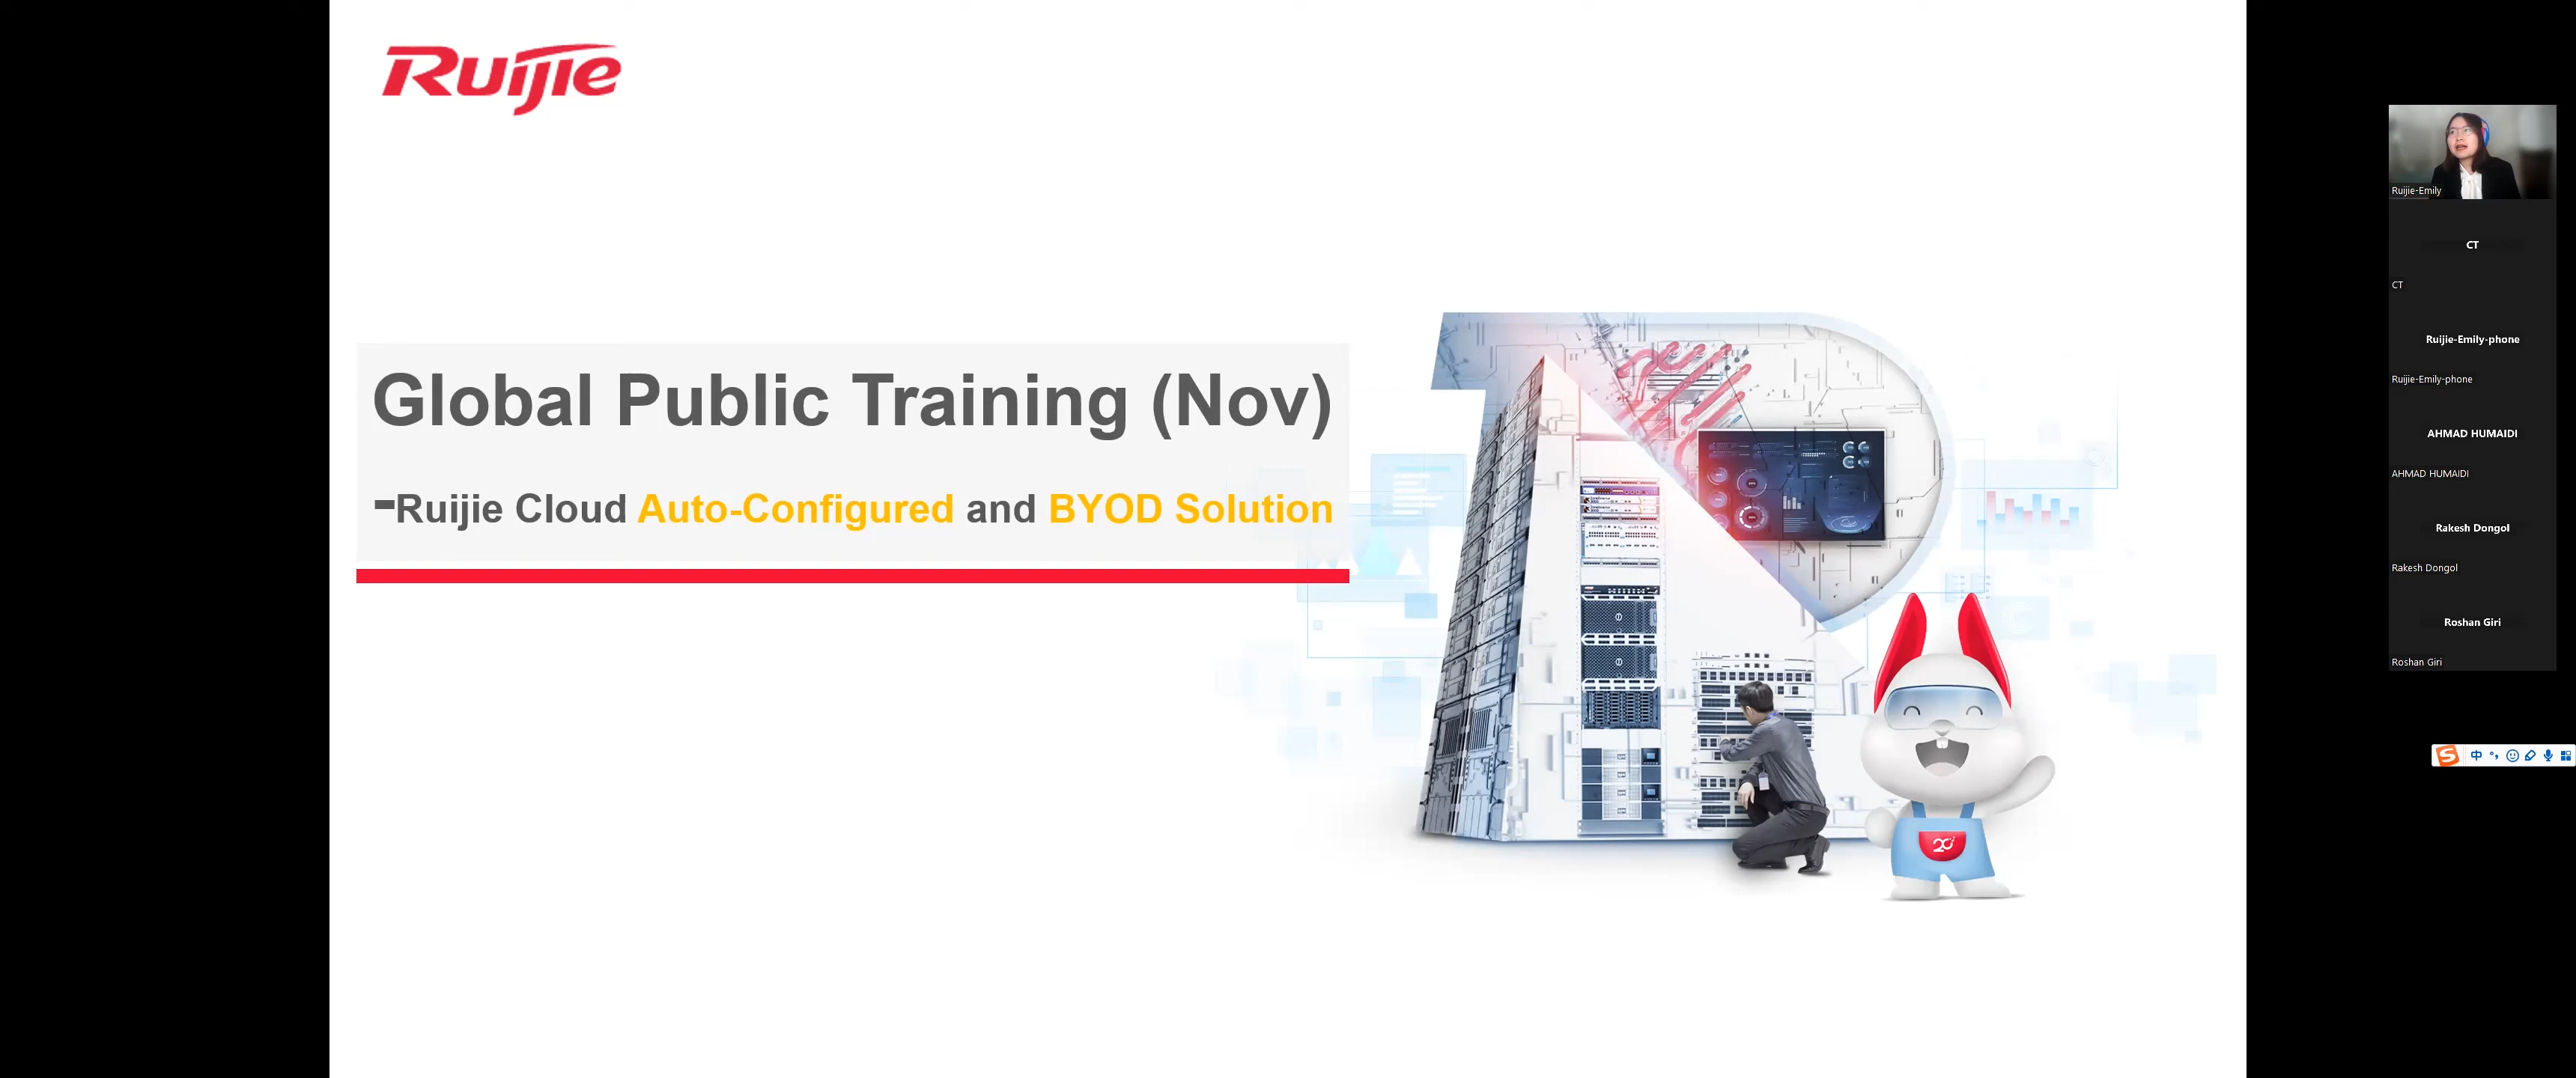 Ruijie
Global Public Training (Nov)
-Ruijie Cloud Auto-Configured and BYOD Solution
20
Ruijie-Emily
CT
CT
Ruijie-Emily-phone
Ruijie-Emily-phone
AHMAD HUMAIDI
AHMAD HUMAIDI
Rakesh Dongol
Rakesh Dongol
Roshan Giri
Roshan Giri
S 中